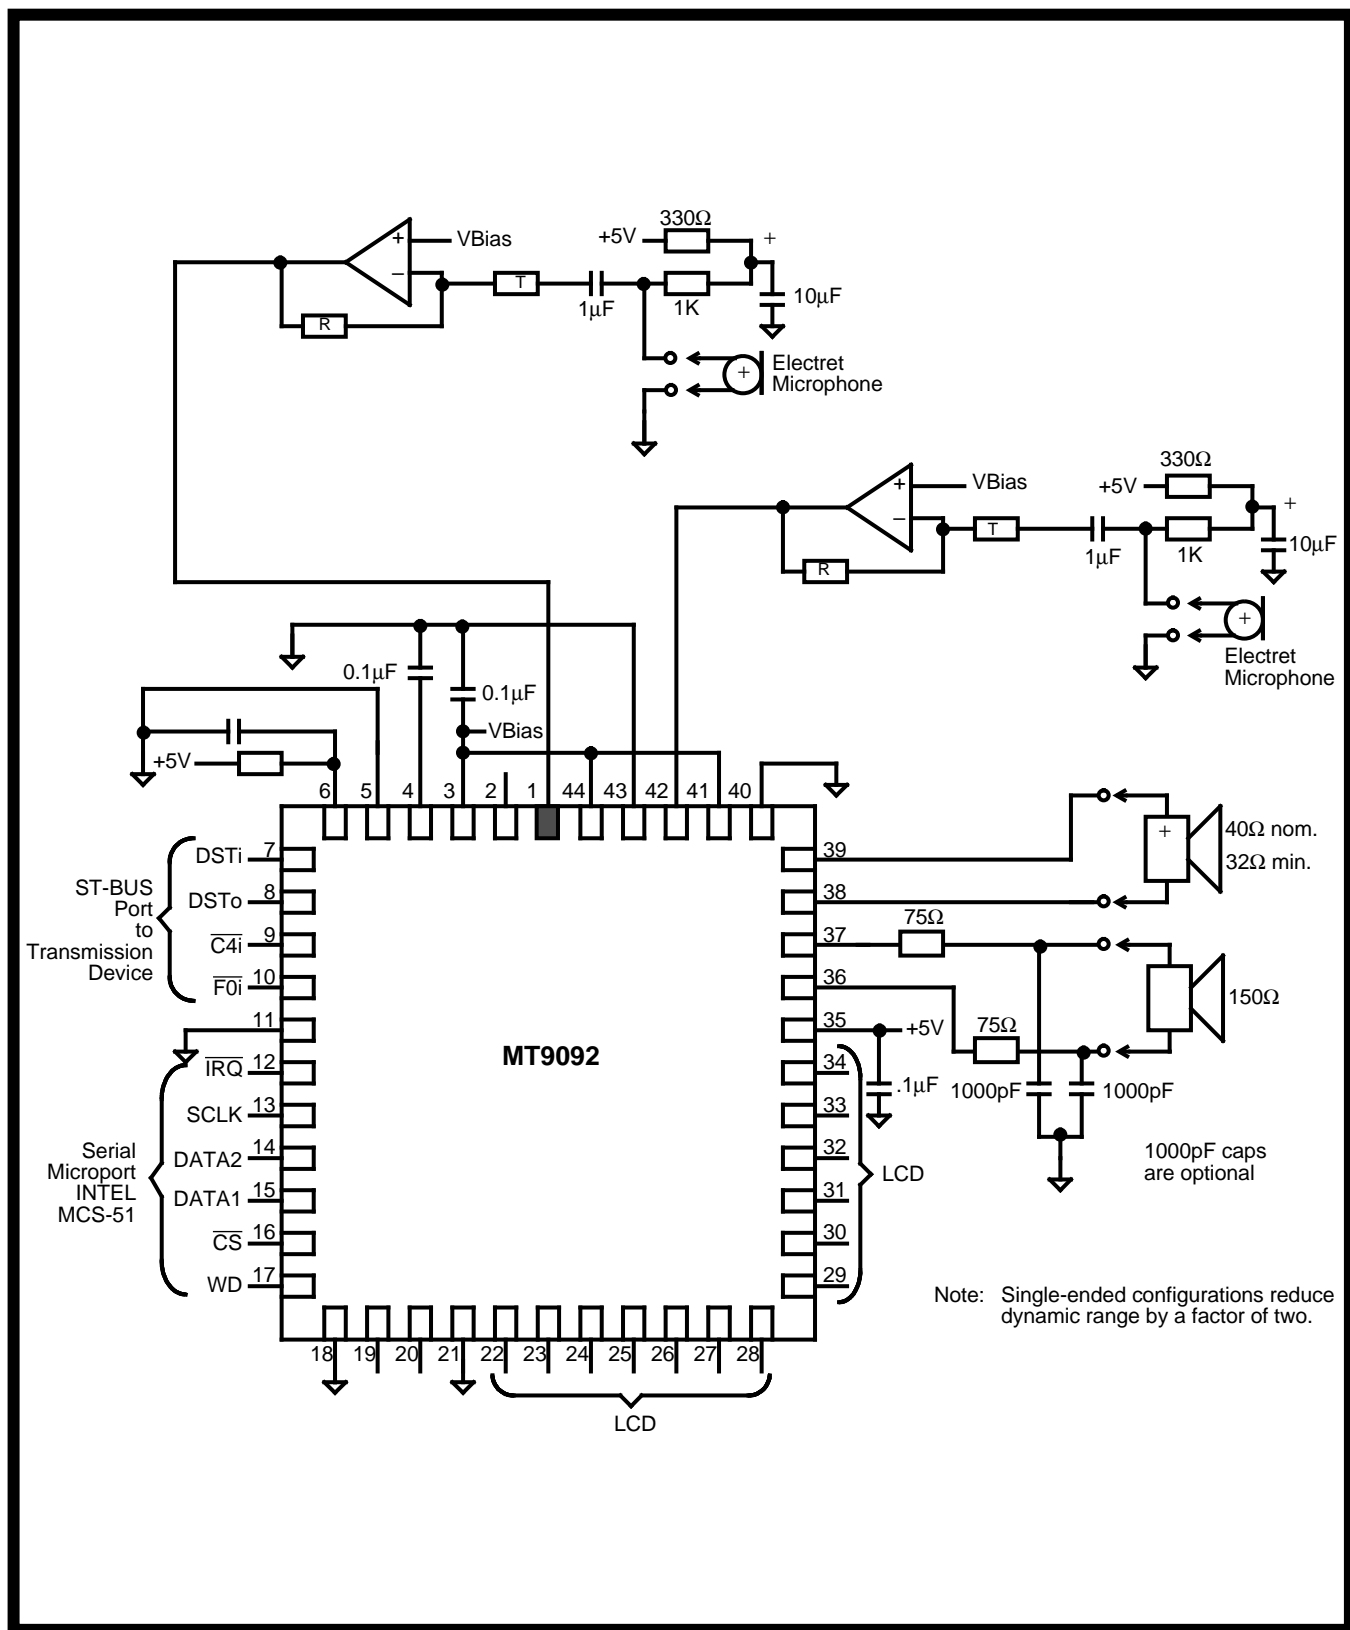 330Ω
+5V
+
+
VBias
−
T
1µF
1K
10µF
R
+
Electret
Microphone
330Ω
+5V
+
+
VBias
−
T
1µF
1K
10µF
R
+
Electret
Microphone
0.1µF
0.1µF
VBias
+5V
6
5
4
3
2
1
44
43
42
41
40
ST-BUS
Port
to
Transmission
Device
DSTi
7
DSTo
8
C4i
9
F0i
10
11
Serial
Microport
INTEL
MCS-51
IRQ
12
SCLK
13
DATA2
14
DATA1
15
CS
16
WD
17
MT9092
39
+
40Ω nom.
32Ω min.
38
37
75Ω
36
150Ω
35
+5V
75Ω
34
.1µF
1000pF
1000pF
33
32
LCD
31
30
29
1000pF caps
are optional
Note: Single-ended configurations reduce
dynamic range by a factor of two.
18
19
20
21
22
23
24
25
26
27
28
LCD